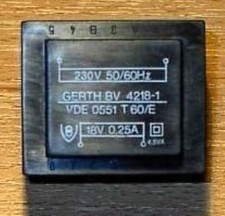 230V 50/60Hz
GERTH BV 4218-1
VDE 0551 T 60/E
18V 0,25A
4,5VA